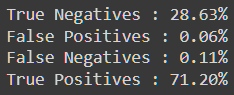 True Negatives : 28.63%
False Positives : 0.06%
False Negatives : 0.11%
True Positives : 71.20%